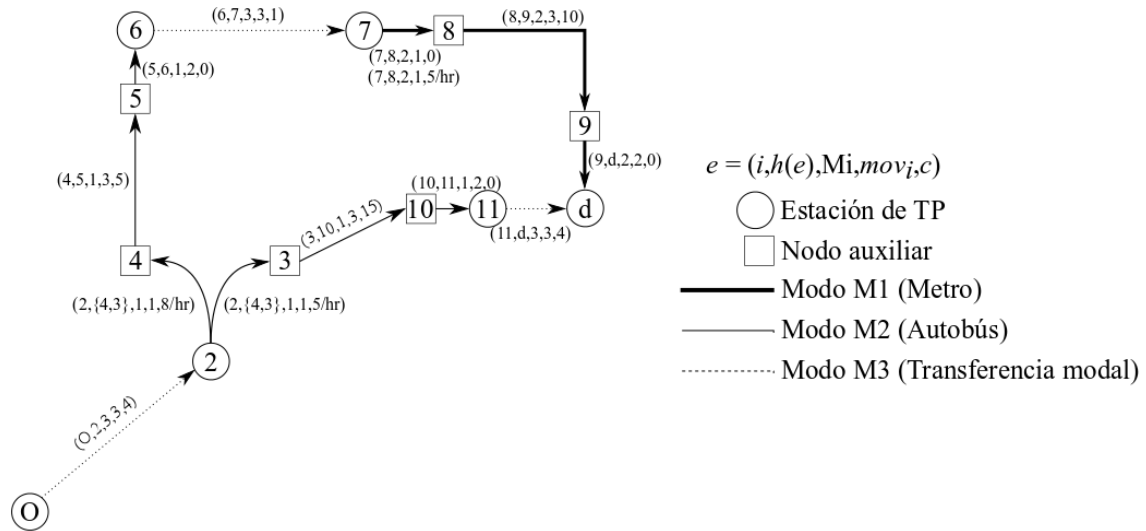 (6,7,3,3,1)
(8,9,2,3,10)
6
7
8
(5,6,1,2,0)
(7,8,2,1,0)
(7,8,2,1,5/hr)
5
9
(4,5,1,3,5)
(9,d,2,2,0)
(10,11,1,2,0)
(3,10,1,3,15)
10
11
d
(11,d,3,3,4)
4
3
(2,{4,3},1,1,8/hr)
(2,{4,3},1,1,5/hr)
2
(O,2,3,3,4)
O
e = (i,h(e),Mi,movᵢ,c)
Estación de TP
Nodo auxiliar
Modo M1 (Metro)
Modo M2 (Autobús)
Modo M3 (Transferencia modal)